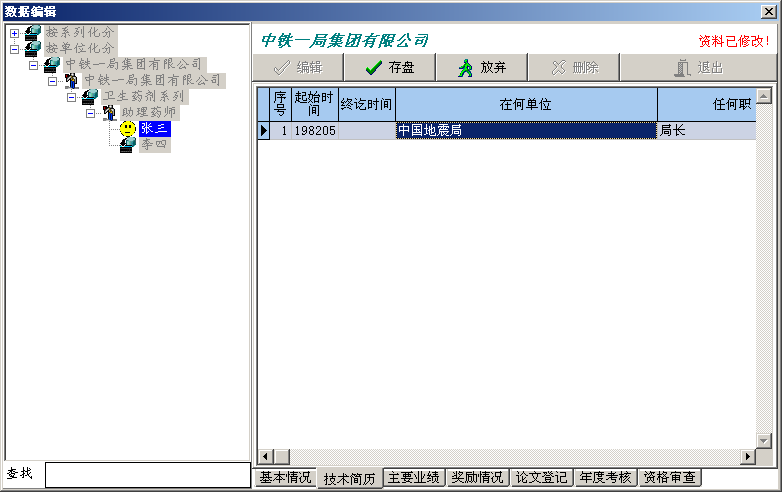 数据编辑
按系列化分
按单位化分
中铁一局集团有限公司
中铁一局集团有限公司
卫生药剂系列
助理药师
张三
李四
查找
中铁一局集团有限公司
资料已修改!
编辑 存盘 放弃 删除 退出
序号 起始时间 终讫时间 在何单位 任何职
1 198205 中国地震局 局长
基本情况 技术简历 主要业绩 奖励情况 论文登记 年度考核 资格审查